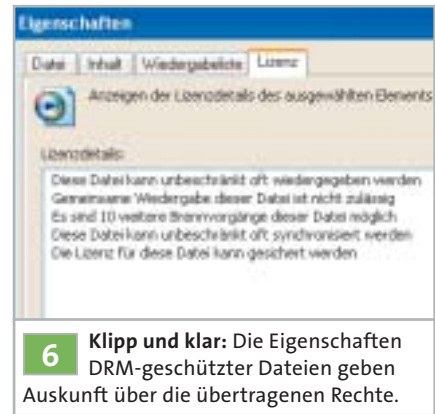 Eigenschaften
Datei Inhalt Wiedergabeliste Lizenz
Anzeigen der Lizenzdetails des ausgewählten Elements
Lizenzdetails:
Diese Datei kann unbeschränkt oft wiedergegeben werden
Gemeinsame Wiedergabe dieser Datei ist nicht zulässig
Es sind 10 weitere Brennvorgänge dieser Datei möglich
Diese Datei kann unbeschränkt oft synchronisiert werden
Die Lizenz für diese Datei kann gesichert werden
6 Klipp und klar: Die Eigenschaften
DRM-geschützter Dateien geben
Auskunft über die übertragenen Rechte.